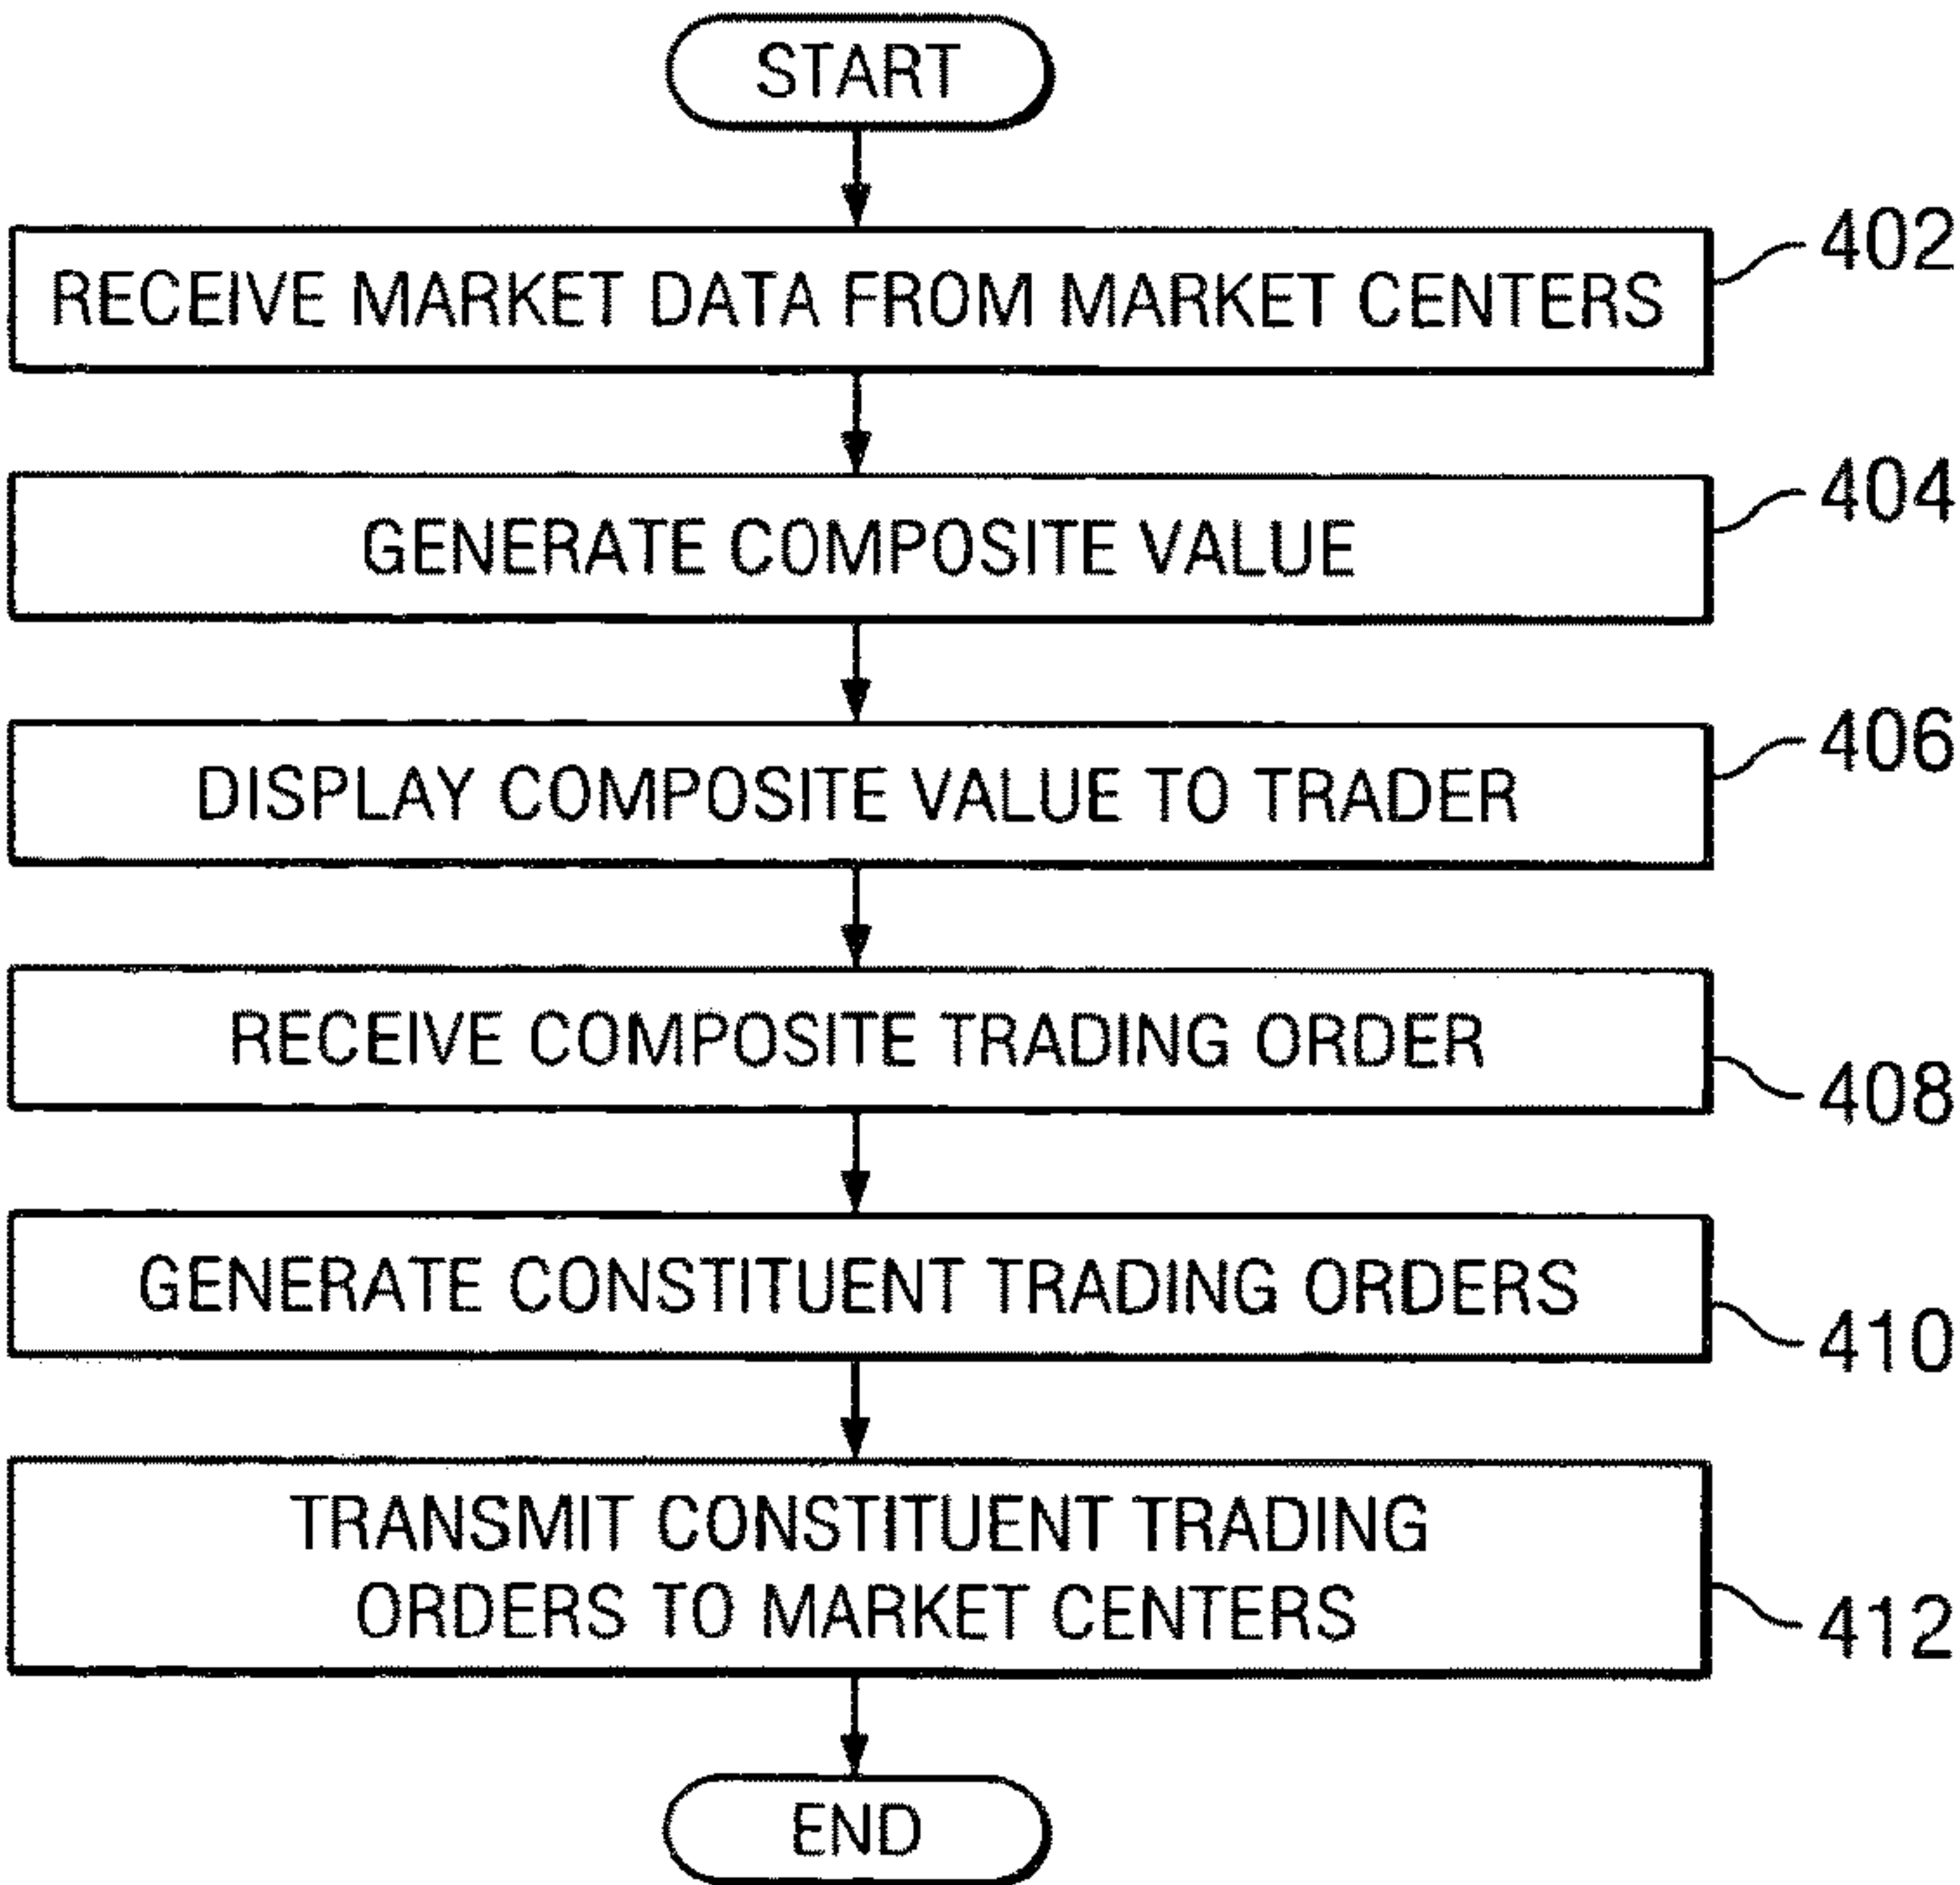 START
RECEIVE MARKET DATA FROM MARKET CENTERS
402
GENERATE COMPOSITE VALUE
404
DISPLAY COMPOSITE VALUE TO TRADER
406
RECEIVE COMPOSITE TRADING ORDER
408
GENERATE CONSTITUENT TRADING ORDERS
410
TRANSMIT CONSTITUENT TRADING
ORDERS TO MARKET CENTERS
412
END